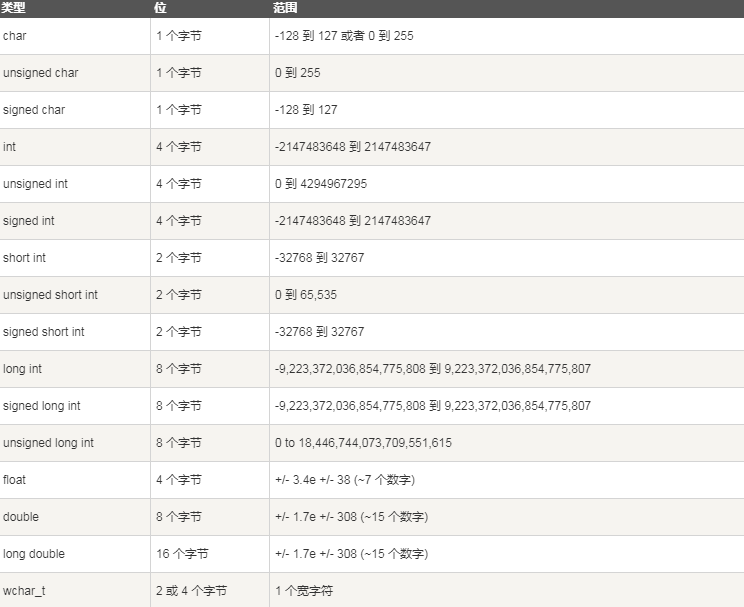 类型 位 范围
char 1 个字节 -128 到 127 或者 0 到 255
unsigned char 1 个字节 0 到 255
signed char 1 个字节 -128 到 127
int 4 个字节 -2147483648 到 2147483647
unsigned int 4 个字节 0 到 4294967295
signed int 4 个字节 -2147483648 到 2147483647
short int 2 个字节 -32768 到 32767
unsigned short int 2 个字节 0 到 65,535
signed short int 2 个字节 -32768 到 32767
long int 8 个字节 -9,223,372,036,854,775,808 到 9,223,372,036,854,775,807
signed long int 8 个字节 -9,223,372,036,854,775,808 到 9,223,372,036,854,775,807
unsigned long int 8 个字节 0 to 18,446,744,073,709,551,615
float 4 个字节 +/- 3.4e +/- 38 (~7 个数字)
double 8 个字节 +/- 1.7e +/- 308 (~15 个数字)
long double 16 个字节 +/- 1.7e +/- 308 (~15 个数字)
wchar_t 2 或 4 个字节 1 个宽字符